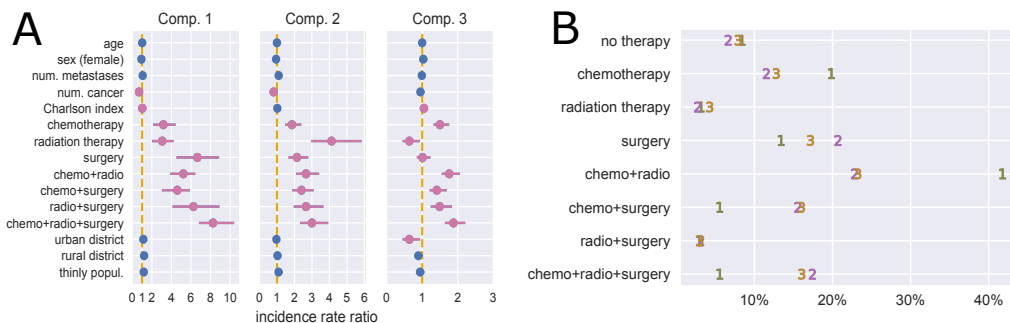 A
Comp. 1
Comp. 2
Comp. 3
age
sex (female)
num. metastases
num. cancer
Charlson index
chemotherapy
radiation therapy
surgery
chemo+radio
chemo+surgery
radio+surgery
chemo+radio+surgery
urban district
rural district
thinly popul.
0 1 2 4 6 8 10
0 1 2 3 4 5 6
0 1 2 3
incidence rate ratio
B
no therapy 2 3 1
chemotherapy 2 3 1
radiation therapy 2 1 3
surgery 1 3 2
chemo+radio 2 3 1
chemo+surgery 1 2 3
radio+surgery 1 2
chemo+radio+surgery 1 3 2
10% 20% 30% 40%